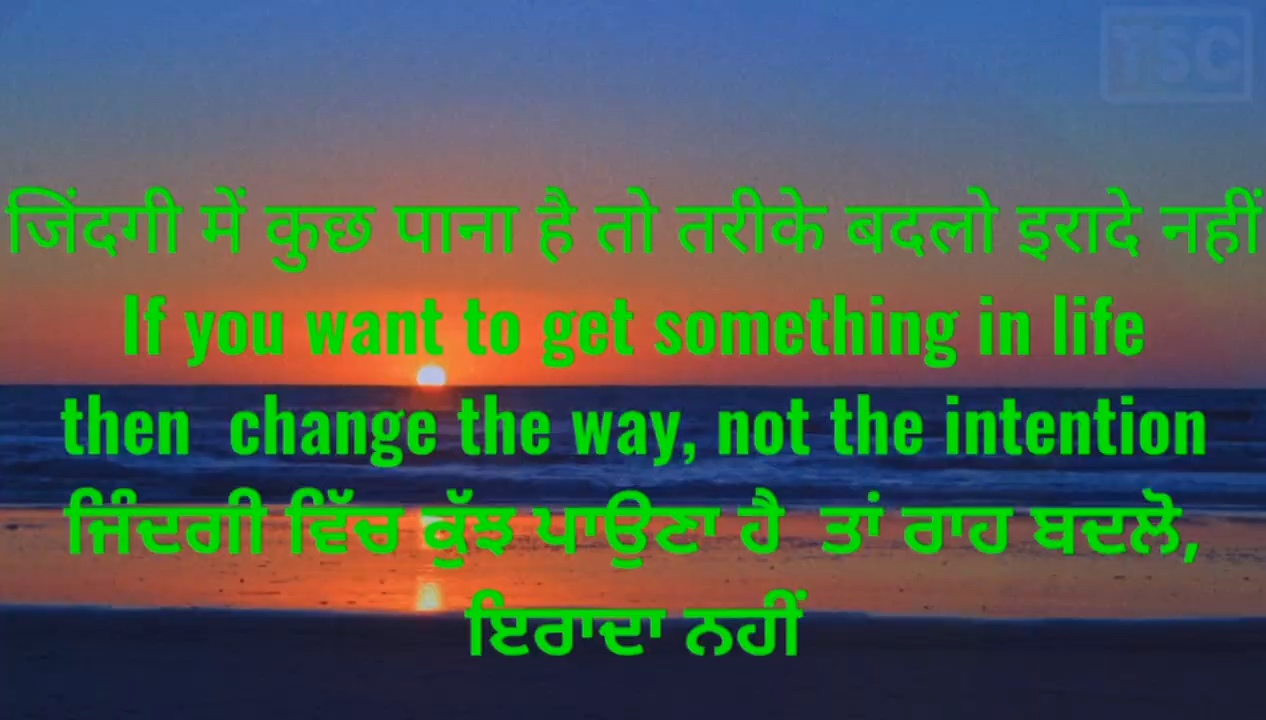 TSC
जिंदगी में कुछ पाना है तो तरीके बदलो इरादे नहीं
If you want to get something in life
then  change the way, not the intention
ਜਿੰਦਗੀ ਵਿੱਚ ਕੁੱਝ ਪਾਉਣਾ ਹੈ  ਤਾਂ ਰਾਹ ਬਦਲੋ,
ਇਰਾਦਾ ਨਹੀਂ